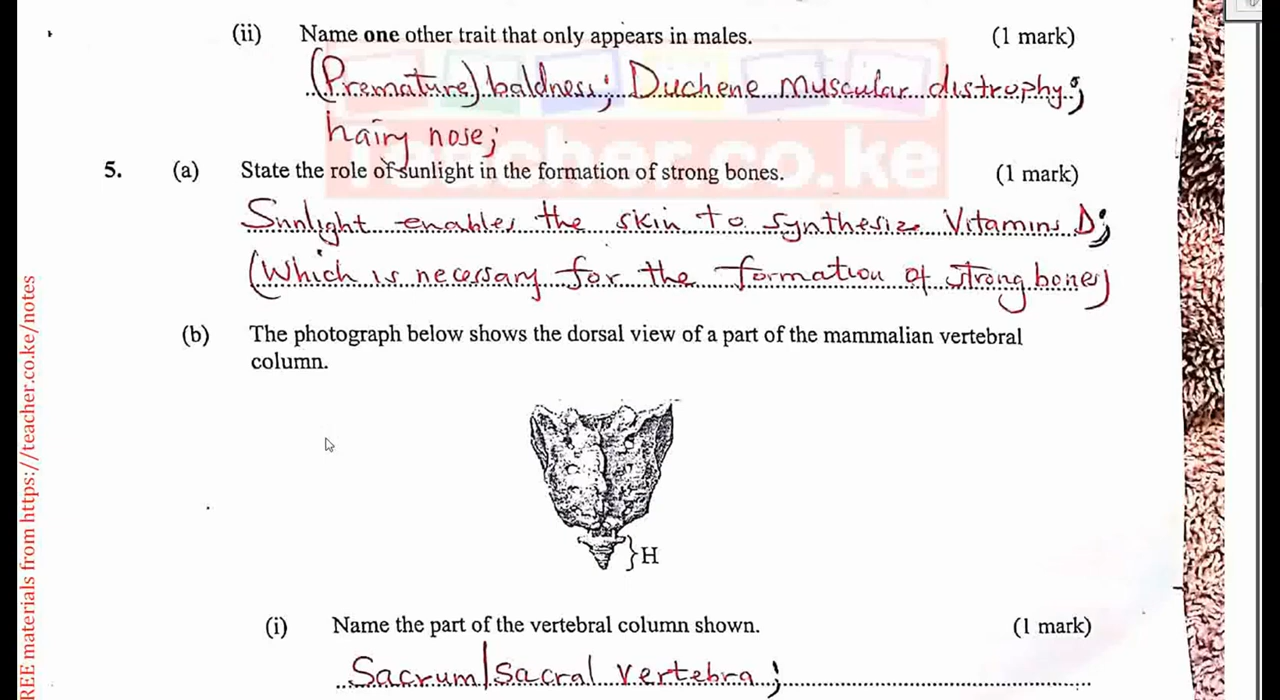 (ii) Name one other trait that only appears in males. (1 mark)
(Premature) baldness; Duchene muscular distrophy;
hairy nose;
Teacher.co.ke
5. (a) State the role of sunlight in the formation of strong bones. (1 mark)
Sunlight enables the skin to synthesize Vitamins D;
(Which is necessary for the formation of strong bones)
(b) The photograph below shows the dorsal view of a part of the mammalian vertebral
column.
H
(i) Name the part of the vertebral column shown. (1 mark)
Sacrum/sacral vertebra;
REE materials from https://teacher.co.ke/notes